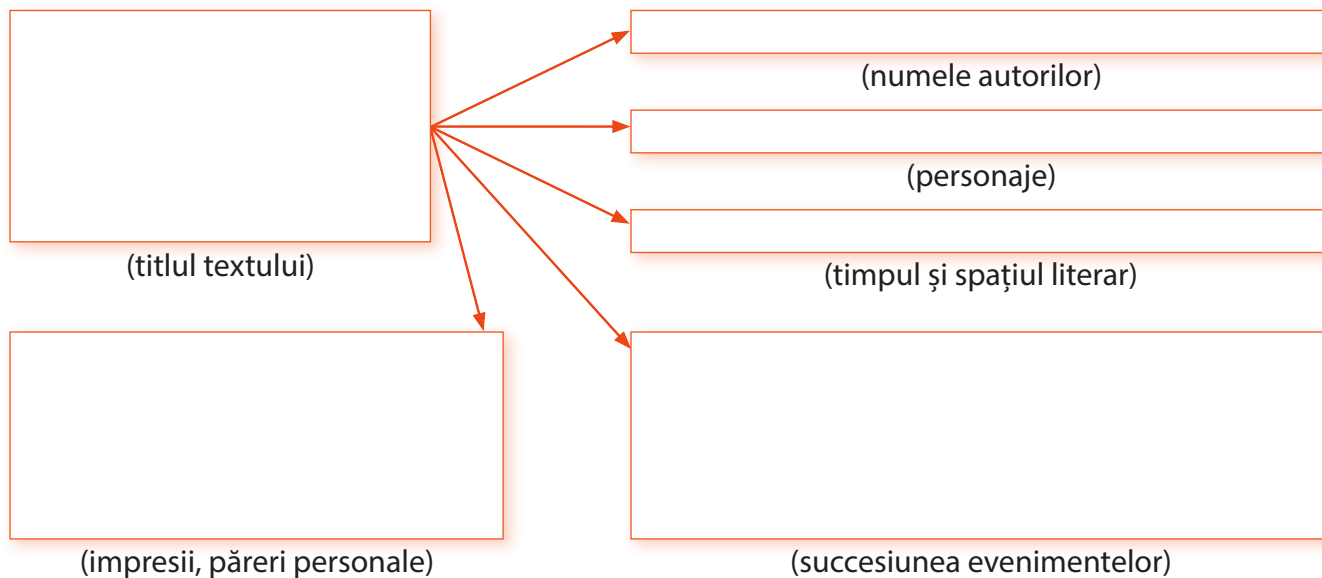 (numele autorilor)
(personaje)
(titlul textului)
(timpul și spațiul literar)
(impresii, păreri personale)
(succesiunea evenimentelor)